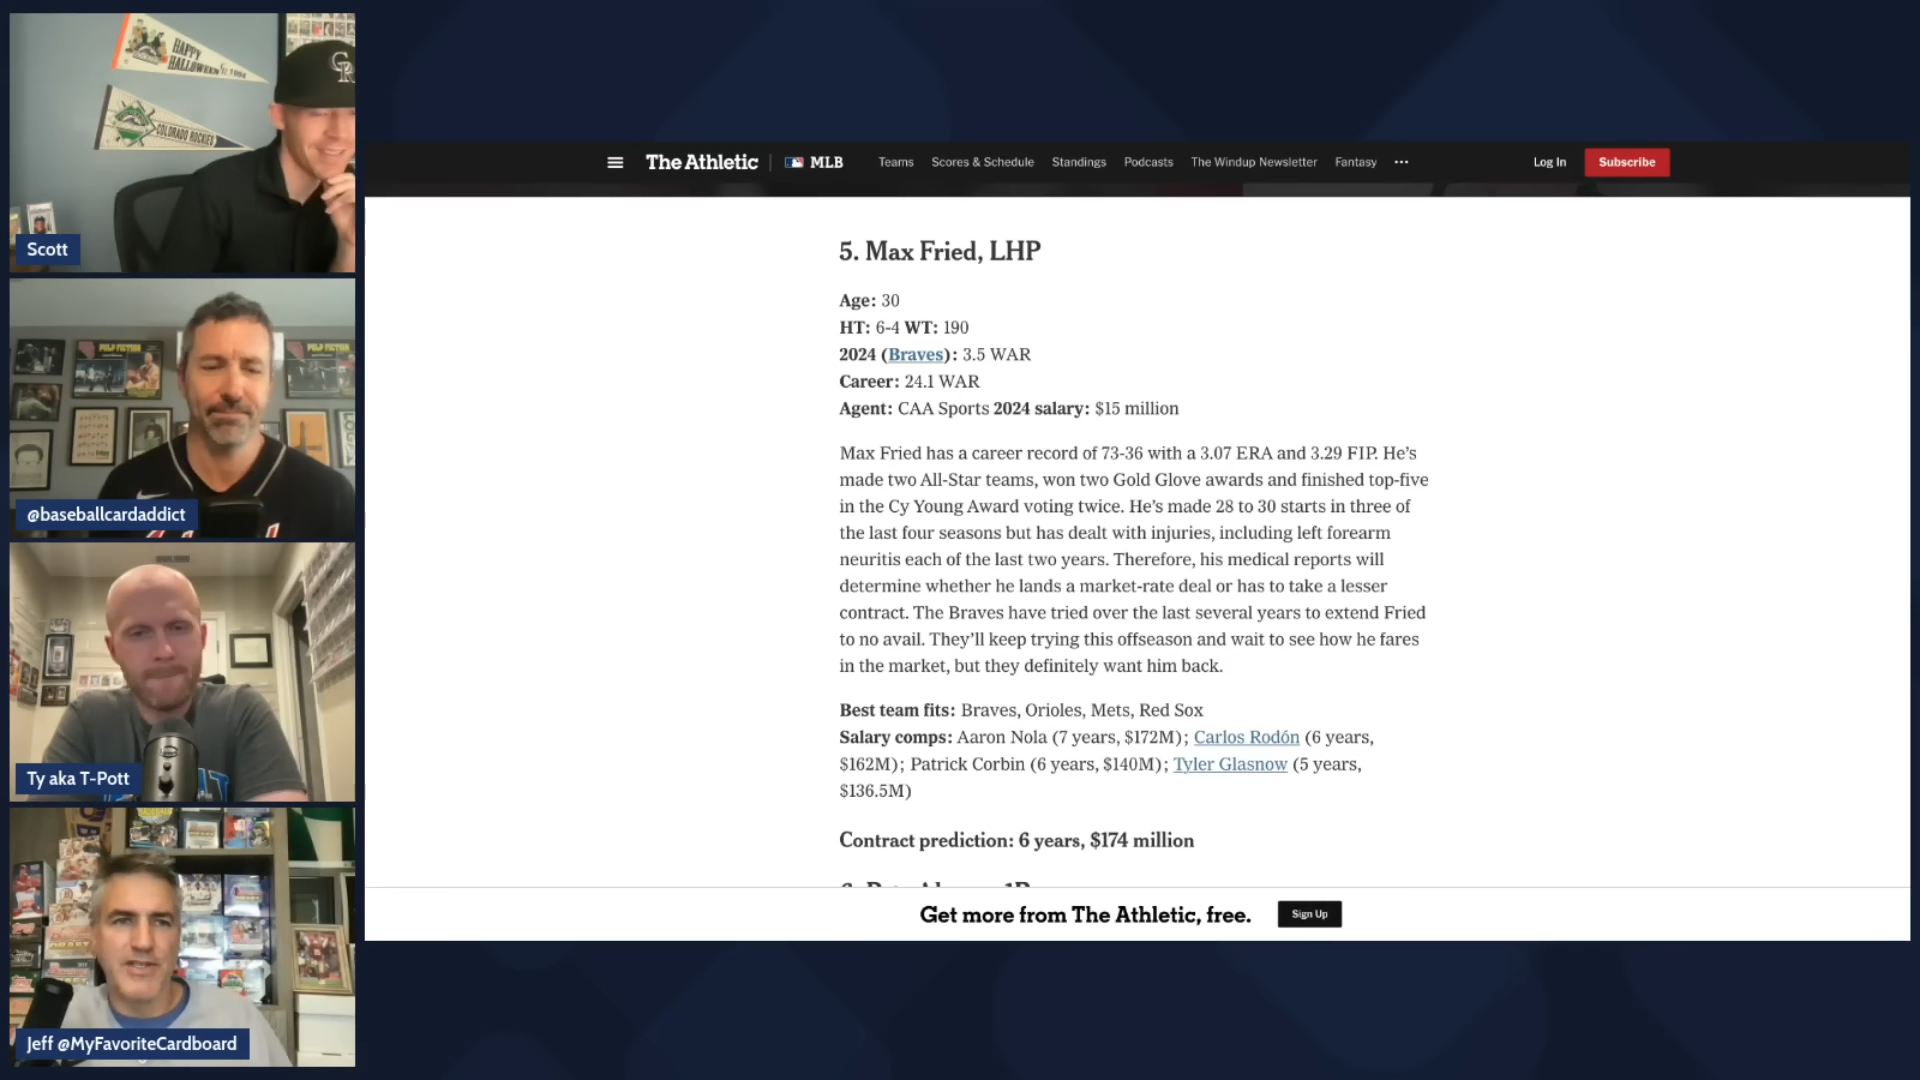 HAPPY
HALLOWEEN
COLORADO ROCKIES
CR
Scott
PULP FICTION
PULP FICTION
@baseballcardaddict
Ty aka T-Pott
Jeff @MyFavoriteCardboard
The Athletic | MLB Teams Scores & Schedule Standings Podcasts The Windup Newsletter Fantasy ••• Log In Subscribe
5. Max Fried, LHP
Age: 30
HT: 6-4 WT: 190
2024 (Braves): 3.5 WAR
Career: 24.1 WAR
Agent: CAA Sports 2024 salary: $15 million
Max Fried has a career record of 73-36 with a 3.07 ERA and 3.29 FIP. He’s
made two All-Star teams, won two Gold Glove awards and finished top-five
in the Cy Young Award voting twice. He’s made 28 to 30 starts in three of
the last four seasons but has dealt with injuries, including left forearm
neuritis each of the last two years. Therefore, his medical reports will
determine whether he lands a market-rate deal or has to take a lesser
contract. The Braves have tried over the last several years to extend Fried
to no avail. They’ll keep trying this offseason and wait to see how he fares
in the market, but they definitely want him back.
Best team fits: Braves, Orioles, Mets, Red Sox
Salary comps: Aaron Nola (7 years, $172M); Carlos Rodón (6 years,
$162M); Patrick Corbin (6 years, $140M); Tyler Glasnow (5 years,
$136.5M)
Contract prediction: 6 years, $174 million
Get more from The Athletic, free. Sign Up